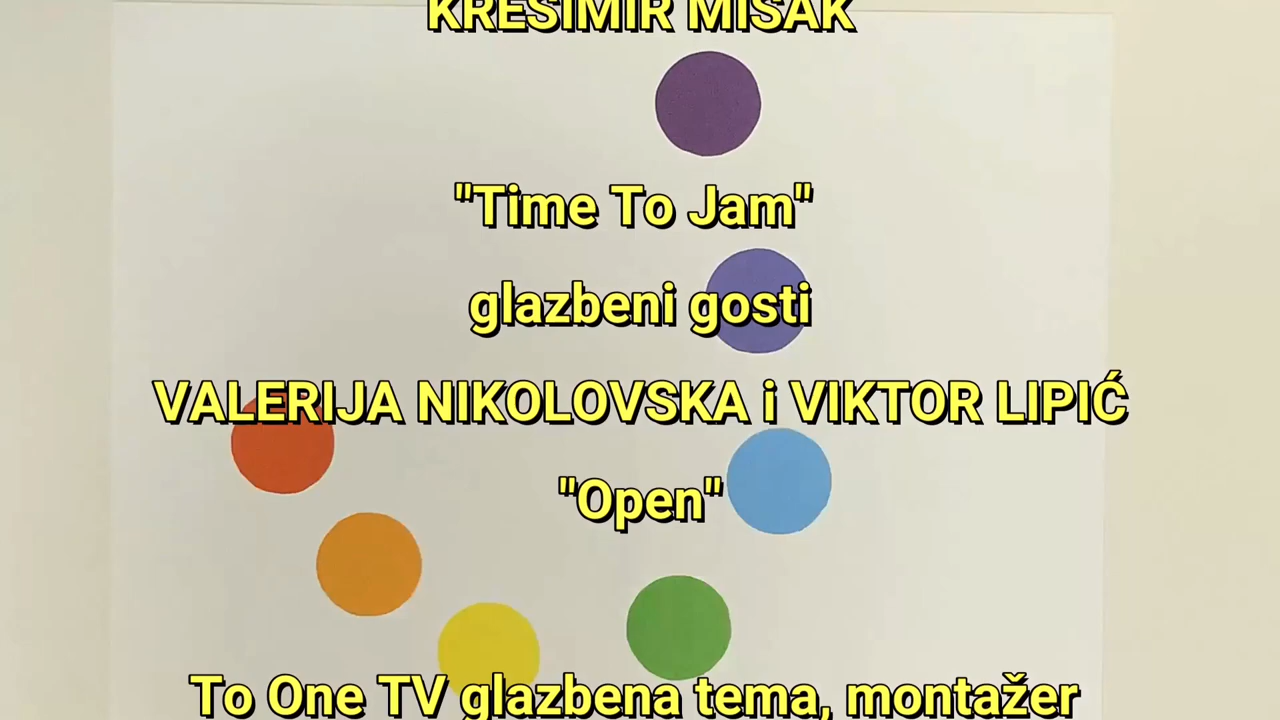 KREŠIMIR MIŠAK
"Time To Jam"
glazbeni gosti
VALERIJA NIKOLOVSKA i VIKTOR LIPIĆ
"Open"
To One TV glazbena tema, montažer